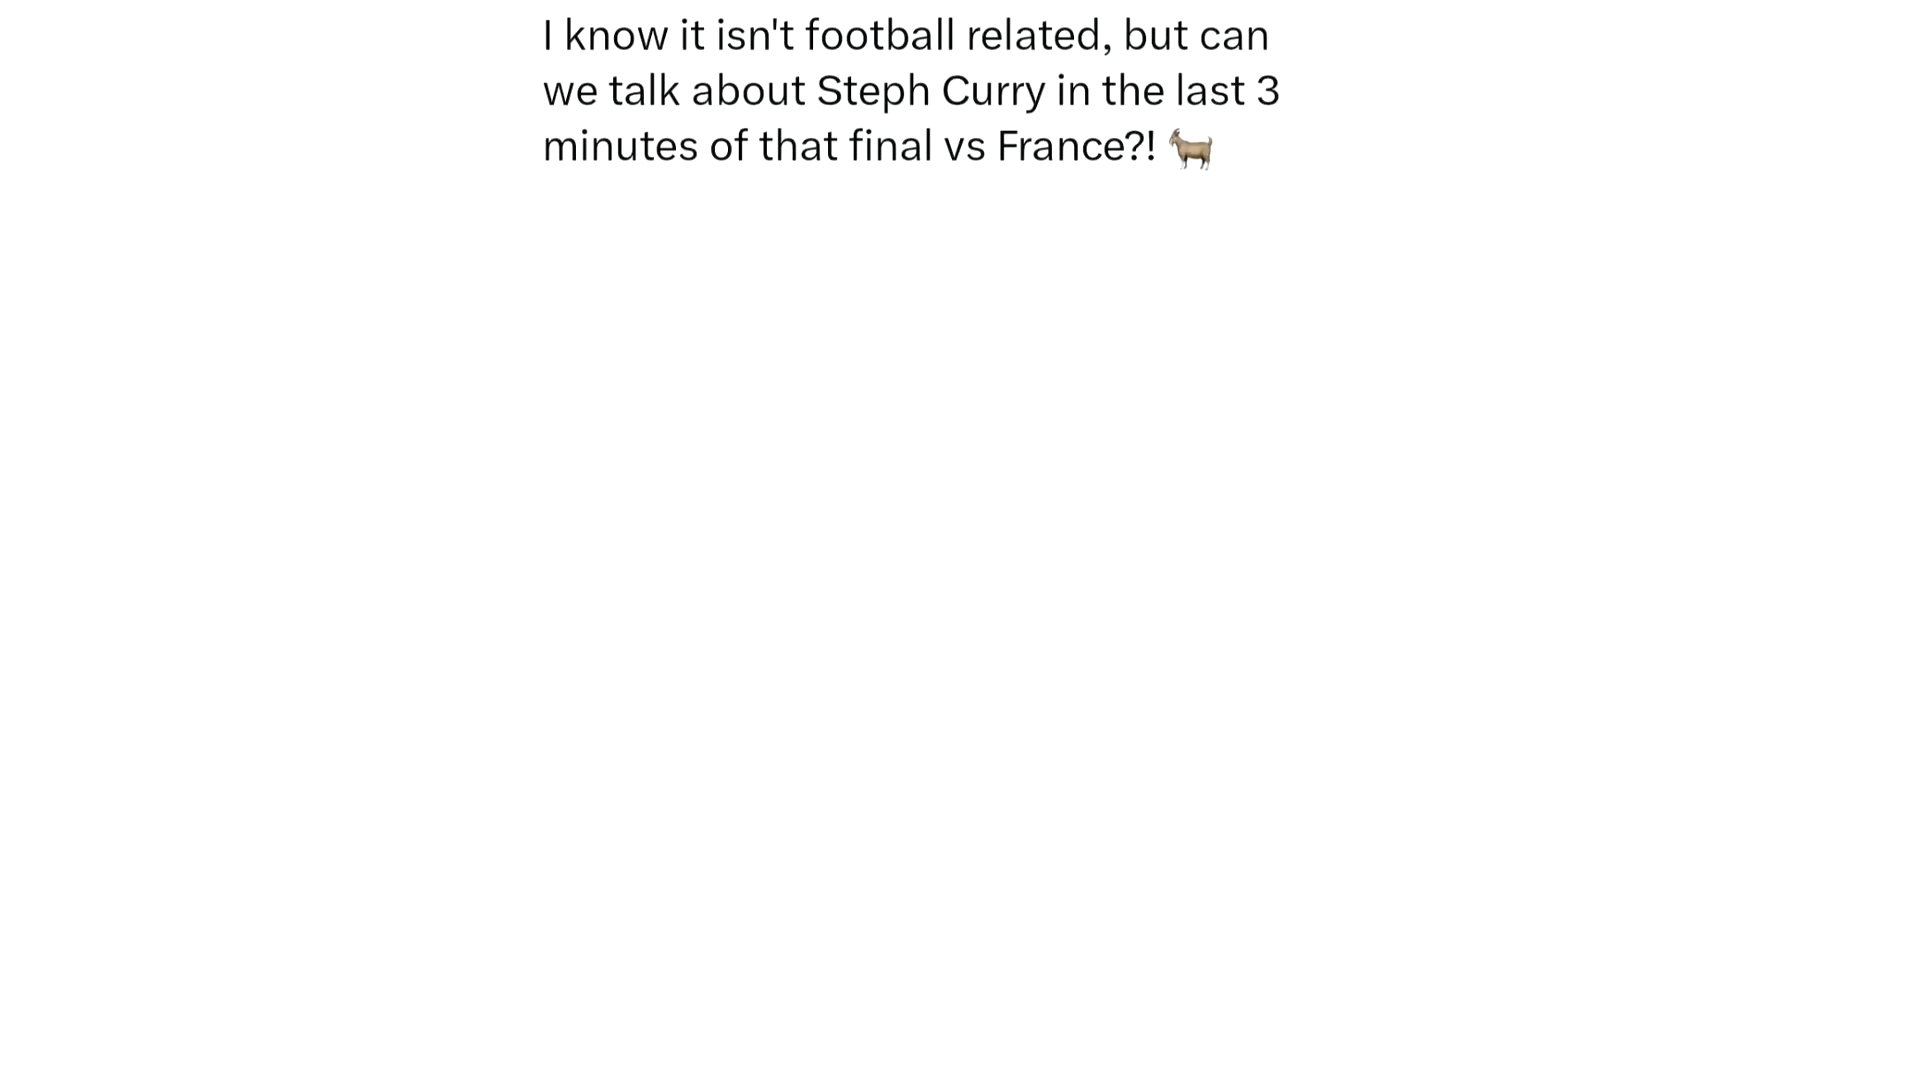 I know it isn't football related, but can
we talk about Steph Curry in the last 3
minutes of that final vs France?! 🐐